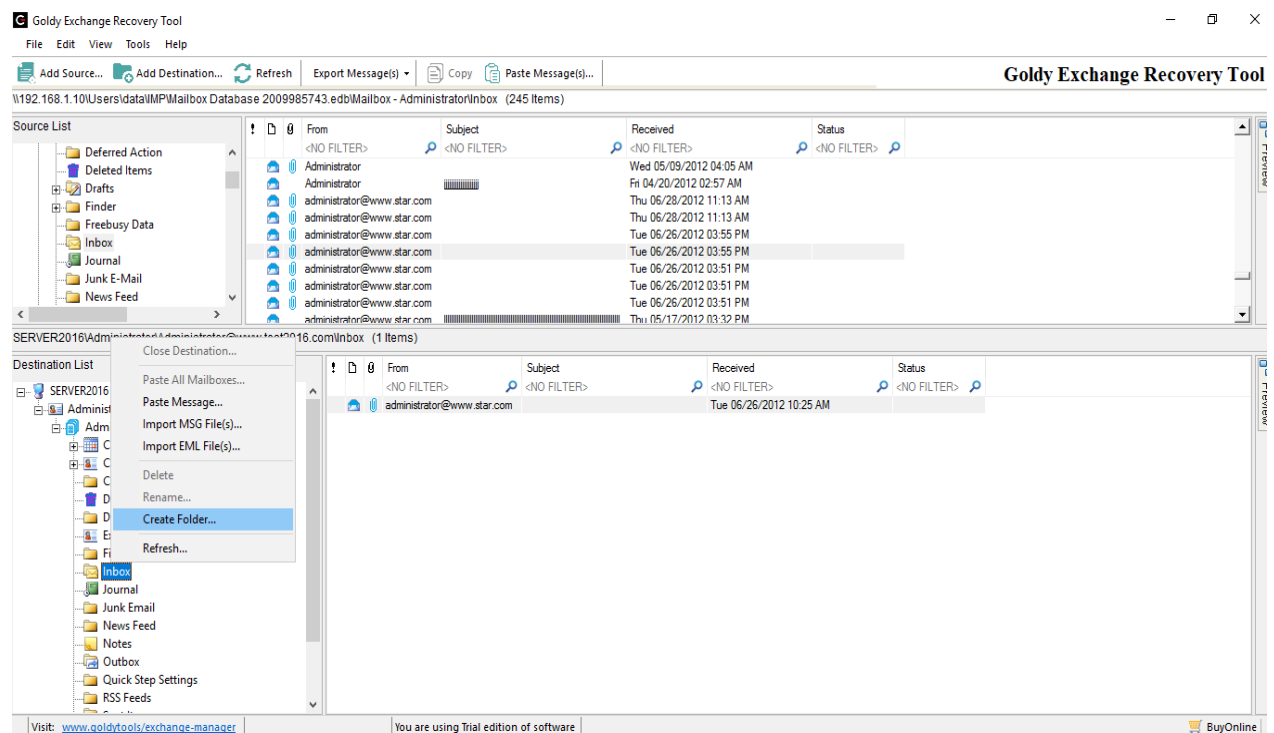 Goldy Exchange Recovery Tool
File Edit View Tools Help
Add Source... Add Destination... Refresh Export Message(s) Copy Paste Message(s)... Goldy Exchange Recovery Tool
\\192.168.1.10\Users\data\IMP\Mailbox Database 2009985743.edb\Mailbox - Administrator\Inbox (245 Items)
Source List
Deferred Action
Deleted Items
Drafts
Finder
Freebusy Data
Inbox
Journal
Junk E-Mail
News Feed
! From Subject Received Status
<NO FILTER> <NO FILTER> <NO FILTER> <NO FILTER>
Administrator Wed 05/09/2012 04:05 AM
Administrator Fri 04/20/2012 02:57 AM
administrator@www.star.com Thu 06/28/2012 11:13 AM
administrator@www.star.com Thu 06/28/2012 11:13 AM
administrator@www.star.com Tue 06/26/2012 03:55 PM
administrator@www.star.com Tue 06/26/2012 03:55 PM
administrator@www.star.com Tue 06/26/2012 03:51 PM
administrator@www.star.com Tue 06/26/2012 03:51 PM
administrator@www.star.com Tue 06/26/2012 03:51 PM
administrator@www.star.com Thu 05/17/2012 03:32 PM
Preview
SERVER2016\Administrator\Administrator@www.test2016.com\Inbox (1 Items)
Destination List
SERVER2016
Administ
Adm
C
C
C
D
D
E
Fi
Inbox
Journal
Junk Email
News Feed
Notes
Outbox
Quick Step Settings
RSS Feeds
Close Destination...
Paste All Mailboxes...
Paste Message...
Import MSG File(s)...
Import EML File(s)...
Delete
Rename...
Create Folder...
Refresh...
! From Subject Received Status
<NO FILTER> <NO FILTER> <NO FILTER> <NO FILTER>
administrator@www.star.com Tue 06/26/2012 10:25 AM
Preview
Visit: www.goldytools/exchange-manager You are using Trial edition of software BuyOnline